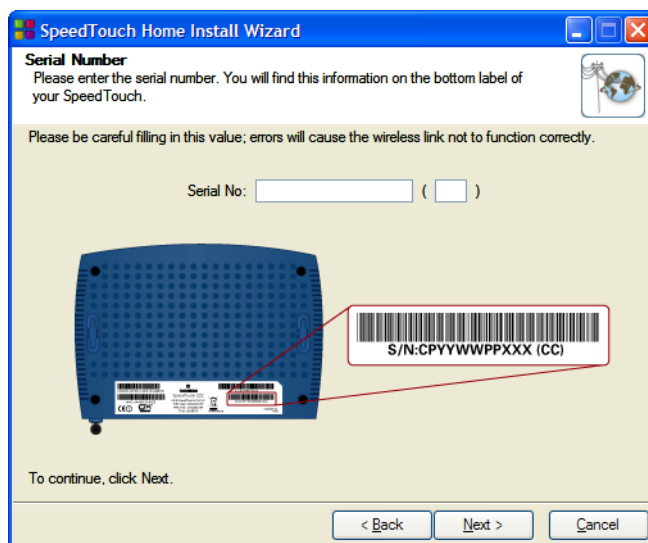 SpeedTouch Home Install Wizard
Serial Number
Please enter the serial number. You will find this information on the bottom label of
your SpeedTouch.
Please be careful filling in this value; errors will cause the wireless link not to function correctly.
Serial No: ( )
S/N:CPYYWWPPXXX (CC)
To continue, click Next.
< Back Next > Cancel